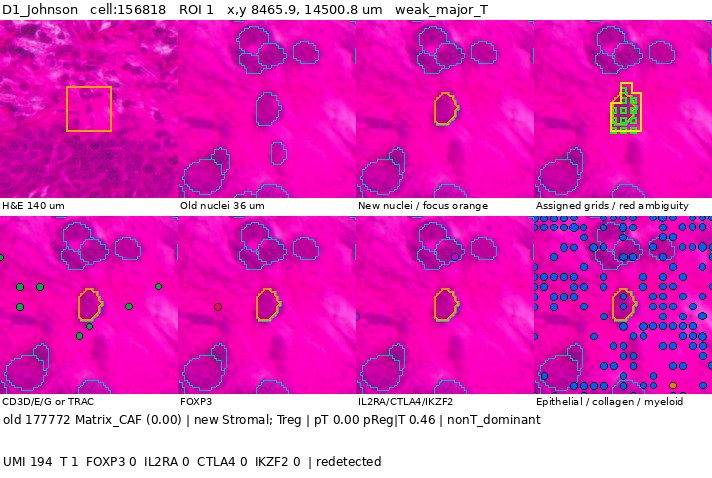 D1_Johnson cell:156818 ROI 1 x,y 8465.9, 14500.8 um weak_major_T
H&E 140 um
Old nuclei 36 um
New nuclei / focus orange
Assigned grids / red ambiguity
CD3D/E/G or TRAC
FOXP3
IL2RA/CTLA4/IKZF2
Epithelial / collagen / myeloid
old 177772 Matrix_CAF (0.00) | new Stromal; Treg | pT 0.00 pReg|T 0.46 | nonT_dominant
UMI 194 T 1 FOXP3 0 IL2RA 0 CTLA4 0 IKZF2 0 | redetected